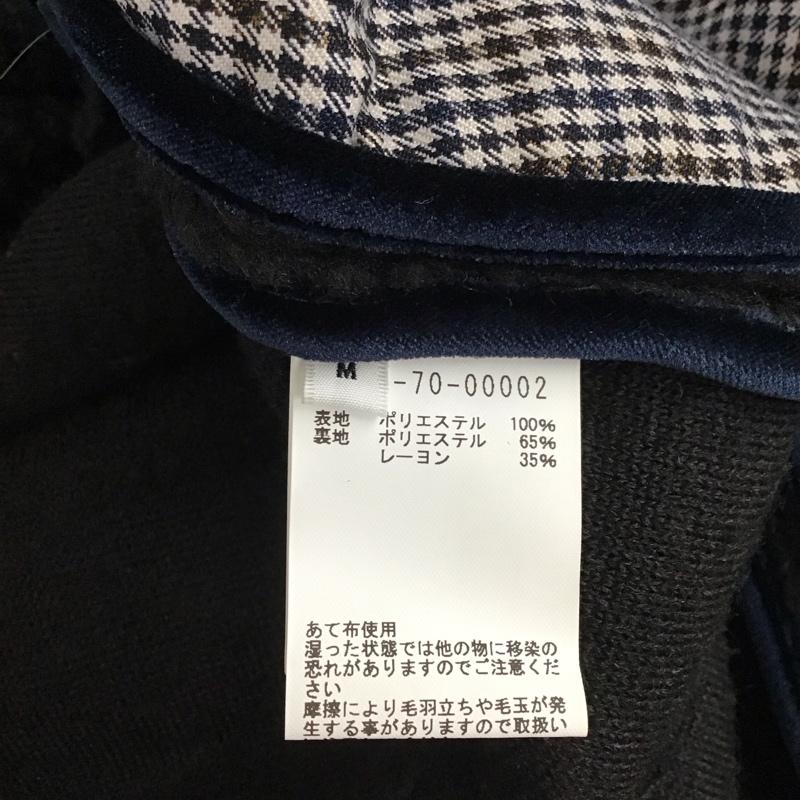 M
-70-00002
表地 ポリエステル 100%
裏地 ポリエステル 65%
レーヨン 35%
あて布使用
湿った状態では他の物に移染の
恐れがありますのでご注意くだ
さい
摩擦により毛羽立ちや毛玉が発
生する事がありますので取扱い